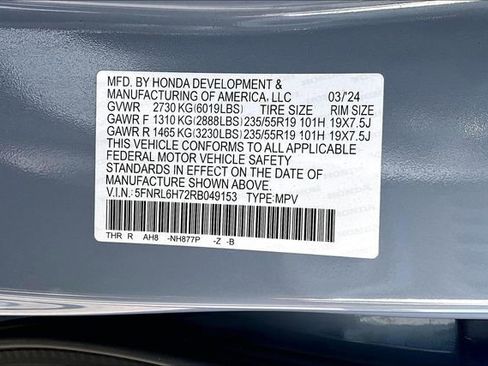 MFD. BY HONDA DEVELOPMENT &
MANUFACTURING OF AMERICA, LLC 03/'24
GVWR 2730 KG(6019LBS) TIRE SIZE RIM SIZE
GAWR F 1310 KG(2888LBS) 235/55R19 101H 19X7.5J
GAWR R 1465 KG(3230LBS) 235/55R19 101H 19X7.5J
THIS VEHICLE CONFORMS TO ALL APPLICABLE
FEDERAL MOTOR VEHICLE SAFETY
STANDARDS IN EFFECT ON THE DATE OF
MANUFACTURE SHOWN ABOVE.
V.I.N.: 5FNRL6H72RB049153 TYPE: MPV
THR R AH8 -NH877P -Z -B